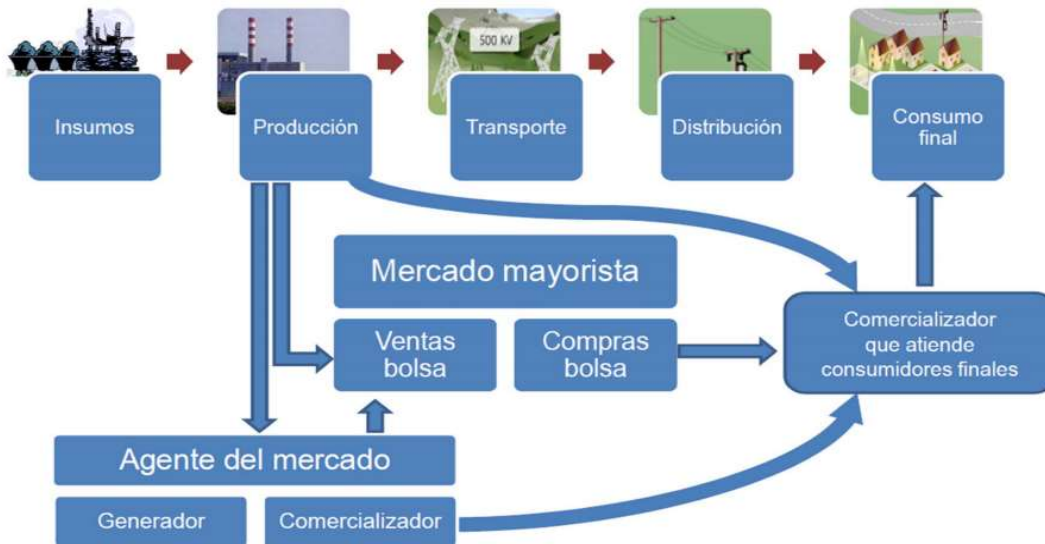 500 KV
Insumos
Producción
Transporte
Distribución
Consumo
final
Mercado mayorista
Ventas
bolsa
Compras
bolsa
Comercializador
que atiende
consumidores finales
Agente del mercado
Generador
Comercializador